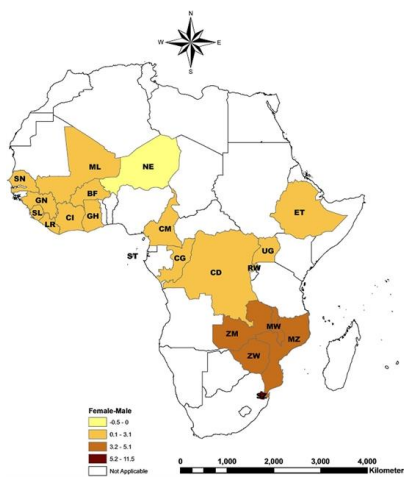 N
W E
S
ML
NE
SN
BF
GN
ET
SL
CI
GH
LR
CM
UG
ST
CG
RW
CD
MW
ZM
MZ
ZW
Female-Male
-0.5 - 0
0.1 - 3.1
3.2 - 5.1
5.2 - 11.5
Not Applicable
0 1,000 2,000 3,000 4,000
Kilometer